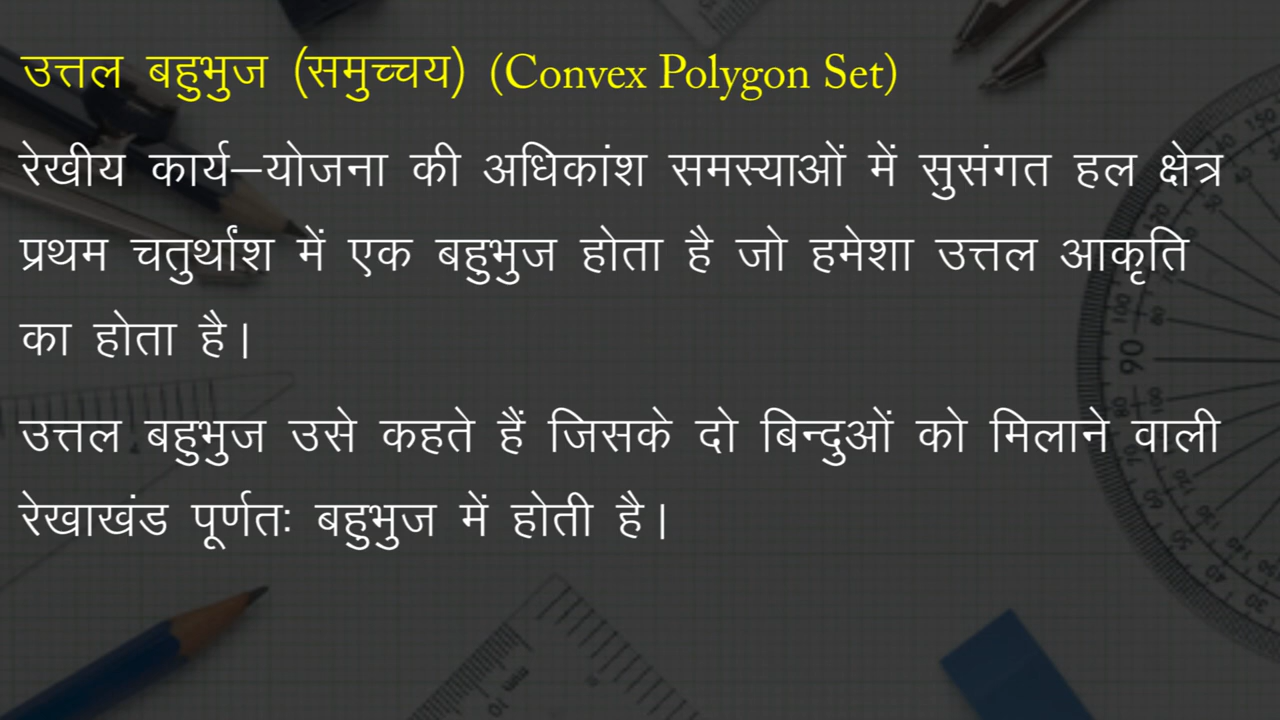 उत्तल बहुभुज (समुच्चय) (Convex Polygon Set)
रेखीय कार्य–योजना की अधिकांश समस्याओं में सुसंगत हल क्षेत्र
प्रथम चतुर्थांश में एक बहुभुज होता है जो हमेशा उत्तल आकृति
का होता है।
उत्तल बहुभुज उसे कहते हैं जिसके दो बिन्दुओं को मिलाने वाली
रेखाखंड पूर्णतः बहुभुज में होती है।